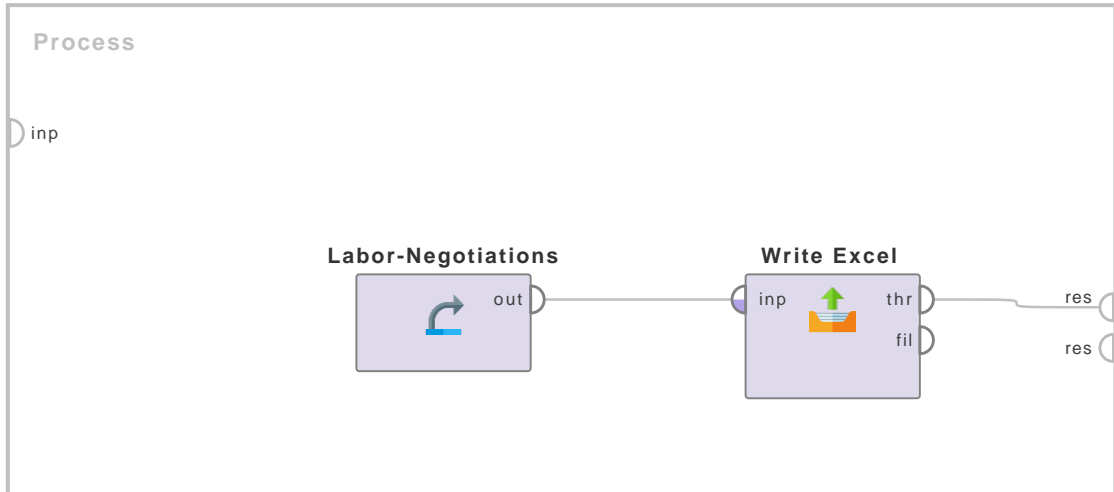 Process
inp
Labor-Negotiations
out
Write Excel
inp
thr
fil
res
res